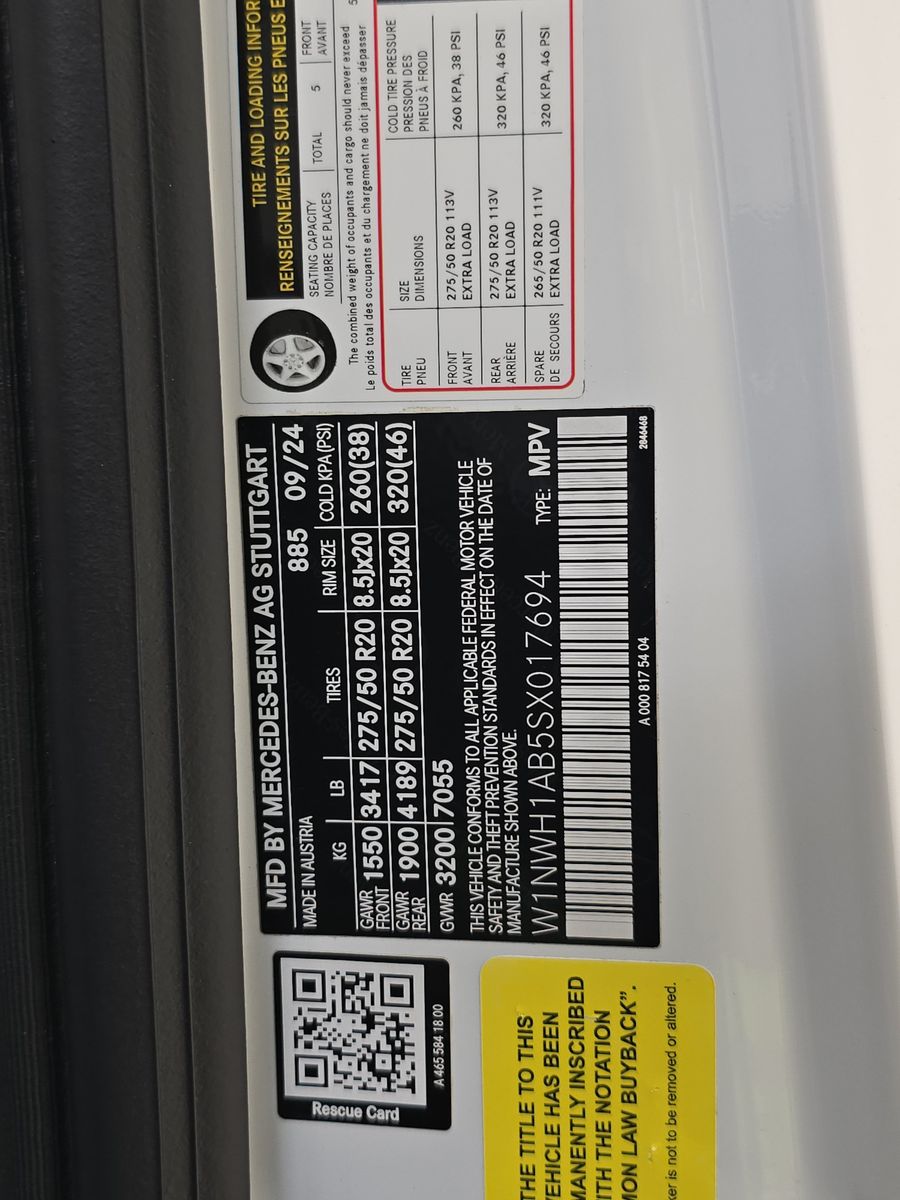 TIRE AND LOADING INFOR
RENSEIGNEMENTS SUR LES PNEUS E
SEATING CAPACITY
NOMBRE DE PLACES
TOTAL 5
FRONT
AVANT
The combined weight of occupants and cargo should never exceed 5
Le poids total des occupants et du chargement ne doit jamais dépasser
TIRE
PNEU
SIZE
DIMENSIONS
COLD TIRE PRESSURE
PRESSION DES
PNEUS À FROID
FRONT
AVANT
275/50 R20 113V
EXTRA LOAD
260 KPA, 38 PSI
REAR
ARRIÈRE
275/50 R20 113V
EXTRA LOAD
320 KPA, 46 PSI
SPARE
DE SECOURS
265/50 R20 111V
EXTRA LOAD
320 KPA, 46 PSI
MFD BY MERCEDES-BENZ AG STUTTGART
MADE IN AUSTRIA 885 09/24
KG LB TIRES RIM SIZE COLD KPA(PSI)
GAWR
FRONT 1550 3417 275/50 R20 8.5Jx20 260(38)
GAWR
REAR 1900 4189 275/50 R20 8.5Jx20 320(46)
GVWR 3200 7055
THIS VEHICLE CONFORMS TO ALL APPLICABLE FEDERAL MOTOR VEHICLE
SAFETY AND THEFT PREVENTION STANDARDS IN EFFECT ON THE DATE OF
MANUFACTURE SHOWN ABOVE.
W1NWH1AB5SX017694 TYPE: MPV
A 000 817 54 04
2846468
Rescue Card
A 465 584 18 00
THE TITLE TO THIS
VEHICLE HAS BEEN
MANENTLY INSCRIBED
ITH THE NOTATION
MON LAW BUYBACK”.
ker is not to be removed or altered.